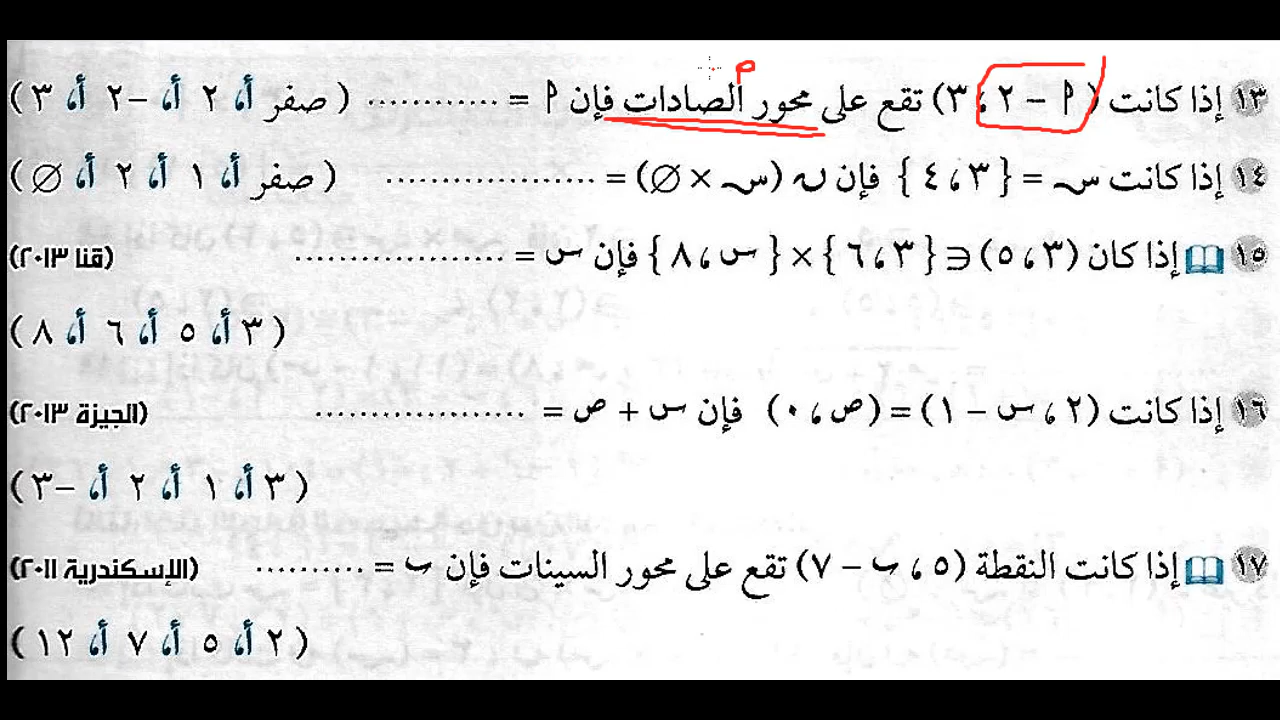 ١٣ إذا كانت (أ − ٢ ، ٣) تقع على محور الصادات فإن أ = ............ ( صفر أ، ٢ أ، −٢ أ، ٣ )
م
١٤ إذا كانت س = {٣ ، ٤} فإن ن (س × ∅) = .................... ( صفر أ، ١ أ، ٢ أ، ∅ )
١٥ إذا كان (٣ ، ٥) ∈ {٣ ، ٦} × {س ، ٨} فإن س = .................... (قنا ٢٠١٣)
( ٣ أ، ٥ أ، ٦ أ، ٨ )
١٦ إذا كانت (٢ ، س − ١) = (ص ، ٠) فإن س + ص = .................... (الجيزة ٢٠١٣)
( ٣ أ، ١ أ، ٢ أ، −٣ )
١٧ إذا كانت النقطة (٥ ، ب − ٧) تقع على محور السينات فإن ب = .......... (الإسكندرية ٢٠١١)
( ٢ أ، ٥ أ، ٧ أ، ١٢ )